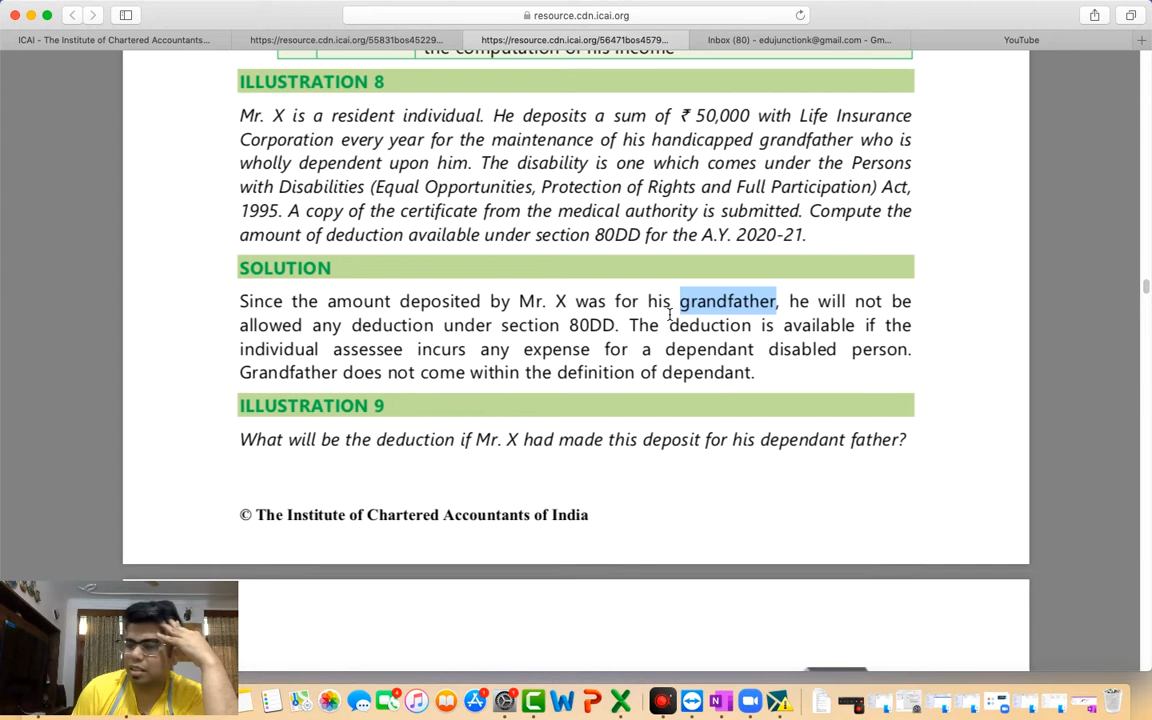 resource.cdn.icai.org
ICAI - The Institute of Chartered Accountants...
https://resource.cdn.icai.org/55831bos45229...
https://resource.cdn.icai.org/56471bos4579...
Inbox (80) - edujunctionk@gmail.com - Gm...
YouTube
the computation of his income
ILLUSTRATION 8
Mr. X is a resident individual. He deposits a sum of ₹ 50,000 with Life Insurance
Corporation every year for the maintenance of his handicapped grandfather who is
wholly dependent upon him. The disability is one which comes under the Persons
with Disabilities (Equal Opportunities, Protection of Rights and Full Participation) Act,
1995. A copy of the certificate from the medical authority is submitted. Compute the
amount of deduction available under section 80DD for the A.Y. 2020-21.
SOLUTION
Since the amount deposited by Mr. X was for his grandfather, he will not be
allowed any deduction under section 80DD. The deduction is available if the
individual assessee incurs any expense for a dependant disabled person.
Grandfather does not come within the definition of dependant.
ILLUSTRATION 9
What will be the deduction if Mr. X had made this deposit for his dependant father?
© The Institute of Chartered Accountants of India